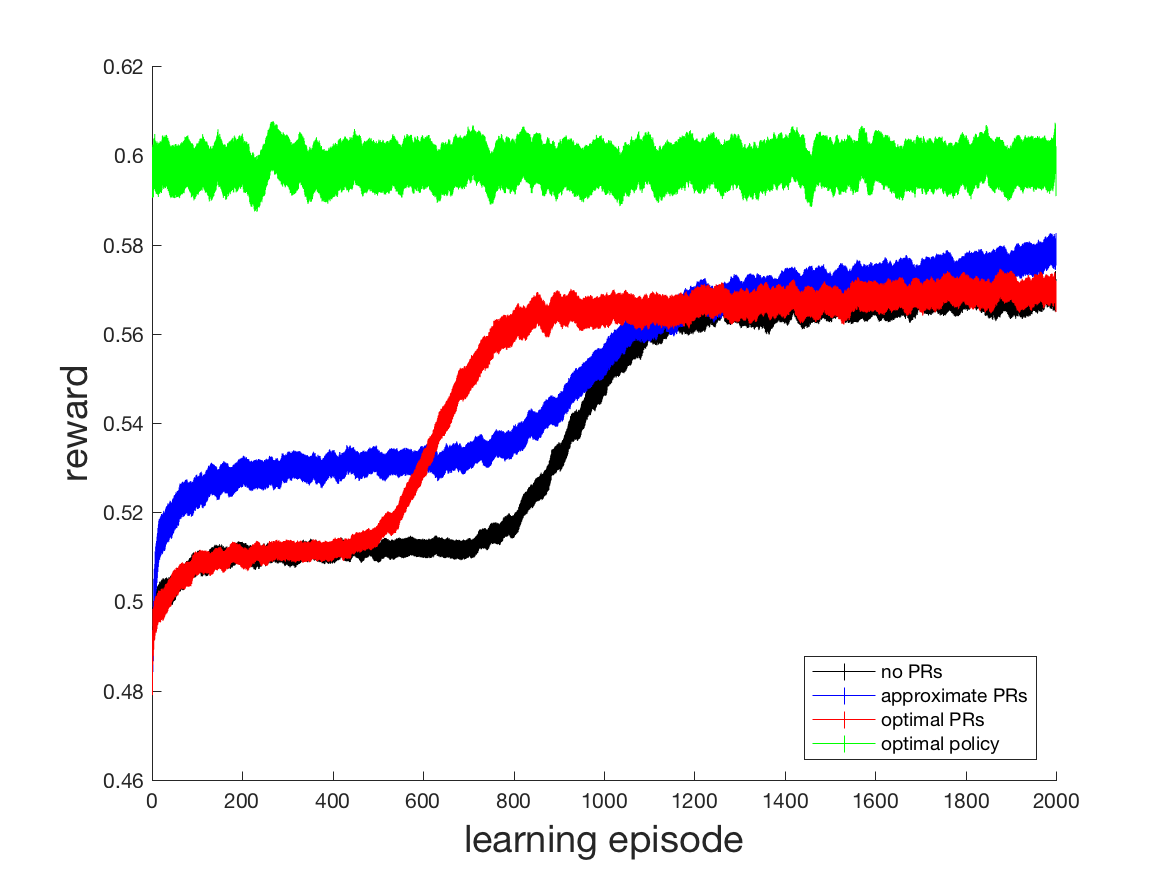 0.62
0.6
0.58
0.56
0.54
0.52
0.5
0.48
0.46
reward
0 200 400 600 800 1000 1200 1400 1600 1800 2000
learning episode
no PRs
approximate PRs
optimal PRs
optimal policy